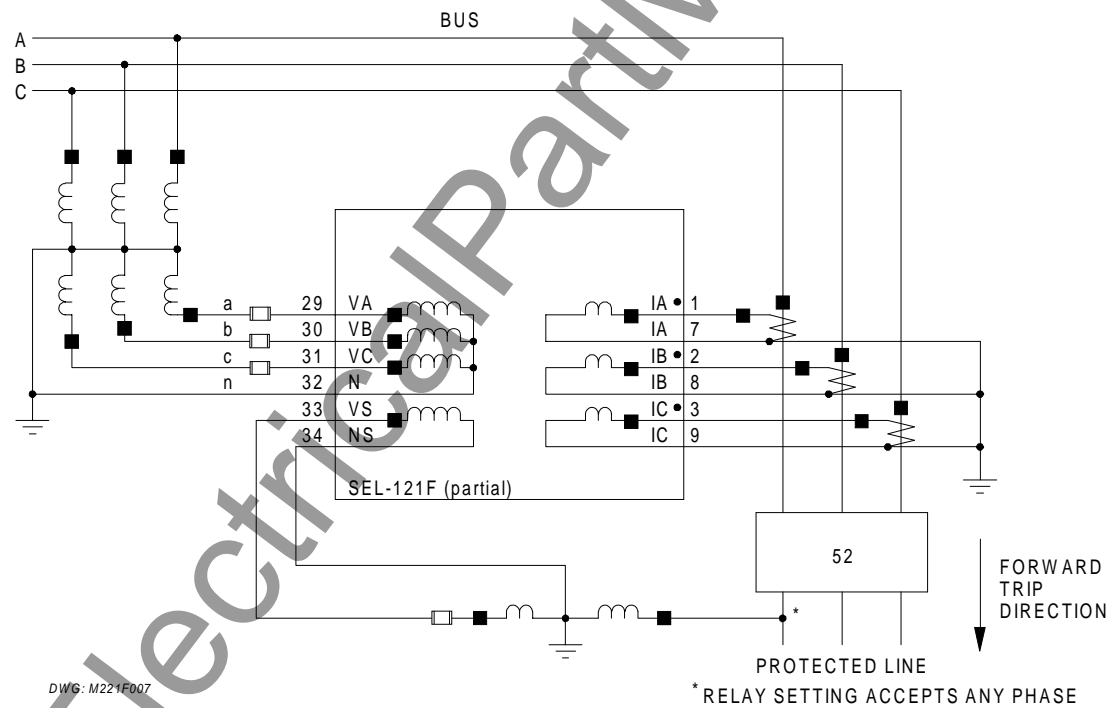 BUS
A
B
C
a 29 VA
b 30 VB
c 31 VC
n 32 N
33 VS
34 NS
IA • 1
IA 7
IB • 2
IB 8
IC • 3
IC 9
SEL-121F (partial)
52
FORWARD
TRIP
DIRECTION
*
PROTECTED LINE
* RELAY SETTING ACCEPTS ANY PHASE
DWG: M221F007
ElectricalPartM